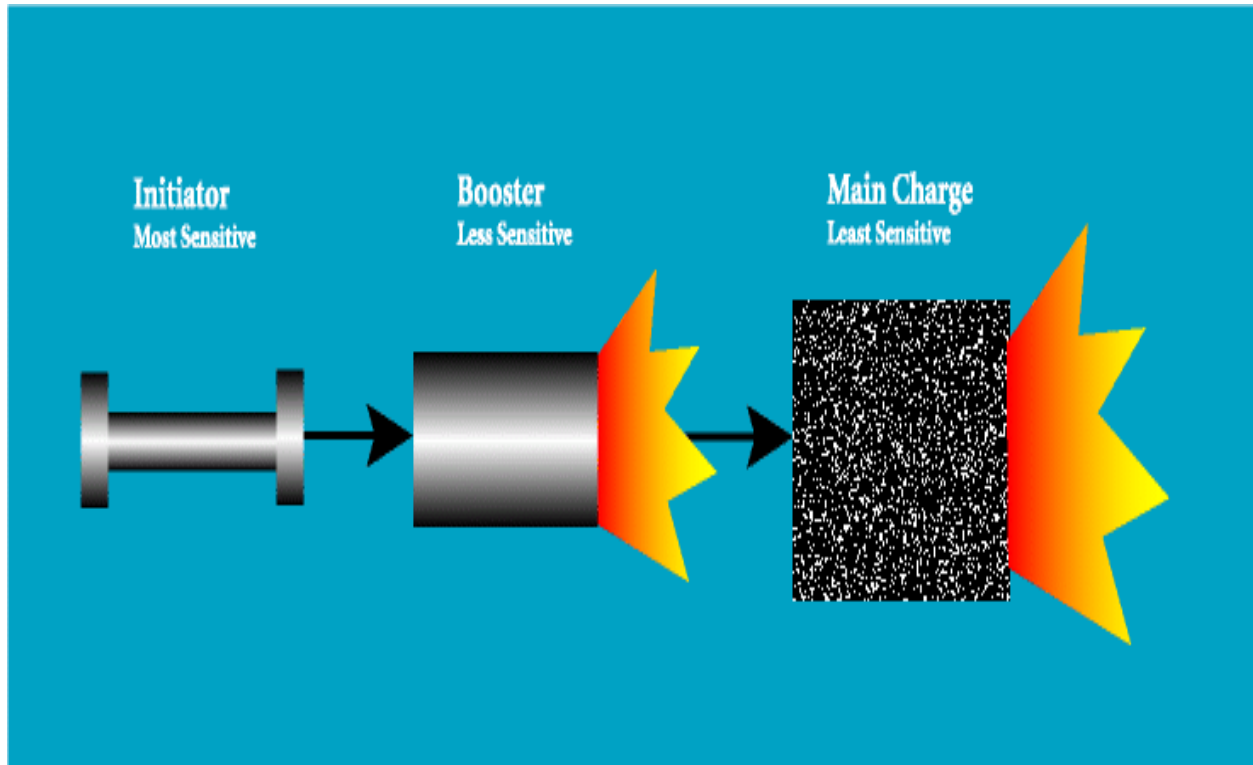 Initiator
Most Sensitive
Booster
Less Sensitive
Main Charge
Least Sensitive